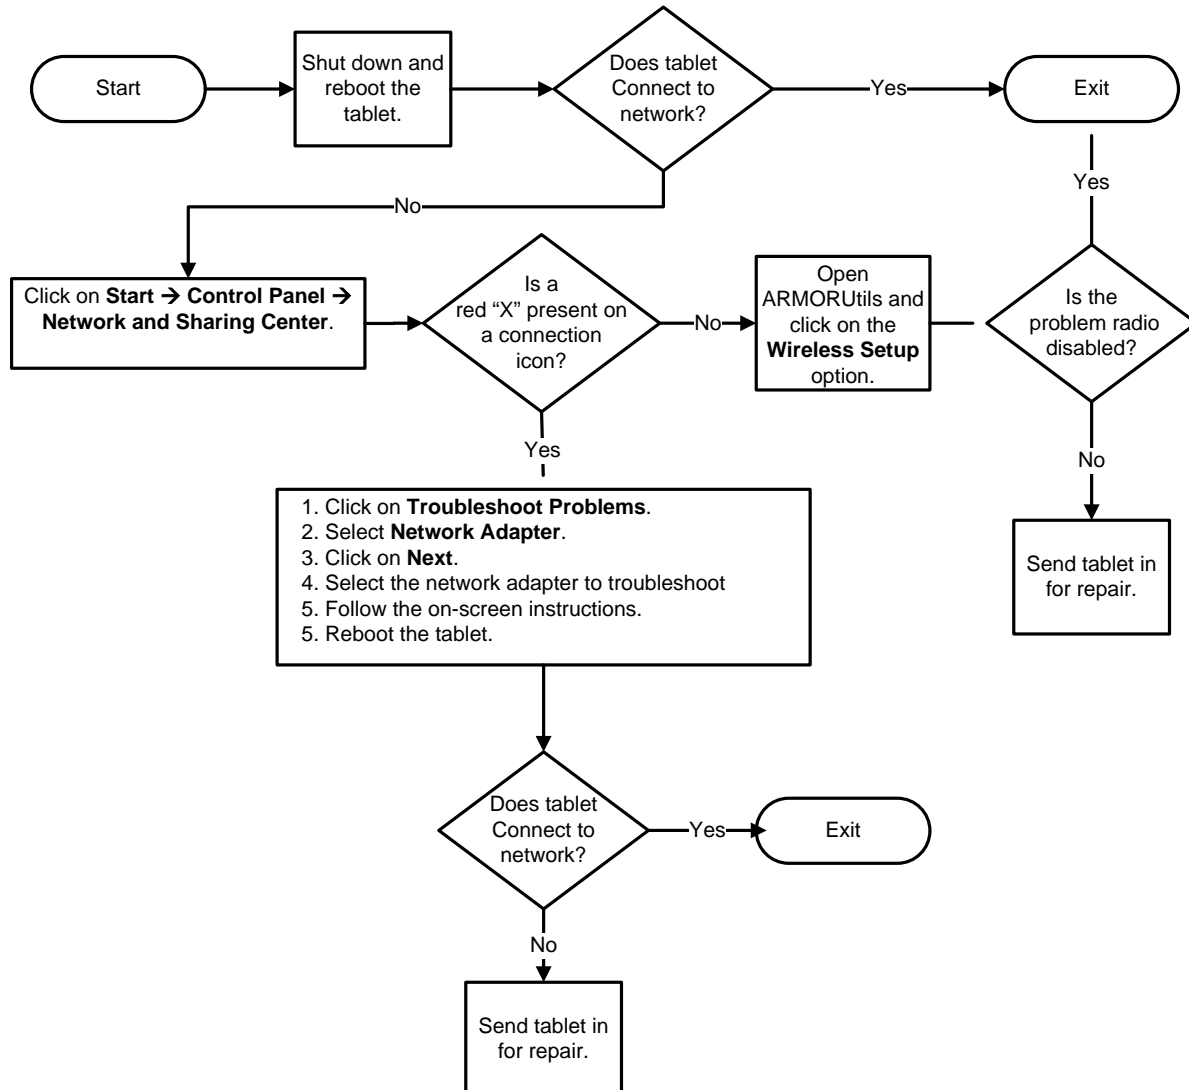 Start
Shut down and
reboot the
tablet.
Does tablet
Connect to
network?
Yes
Exit
No
Yes
Click on Start → Control Panel →
Network and Sharing Center.
Is a
red “X” present on
a connection
icon?
No
Open
ARMORUtils and
click on the
Wireless Setup
option.
Is the
problem radio
disabled?
Yes
No
1. Click on Troubleshoot Problems.
2. Select Network Adapter.
3. Click on Next.
4. Select the network adapter to troubleshoot
5. Follow the on-screen instructions.
5. Reboot the tablet.
Send tablet in
for repair.
Does tablet
Connect to
network?
Yes
Exit
No
Send tablet in
for repair.